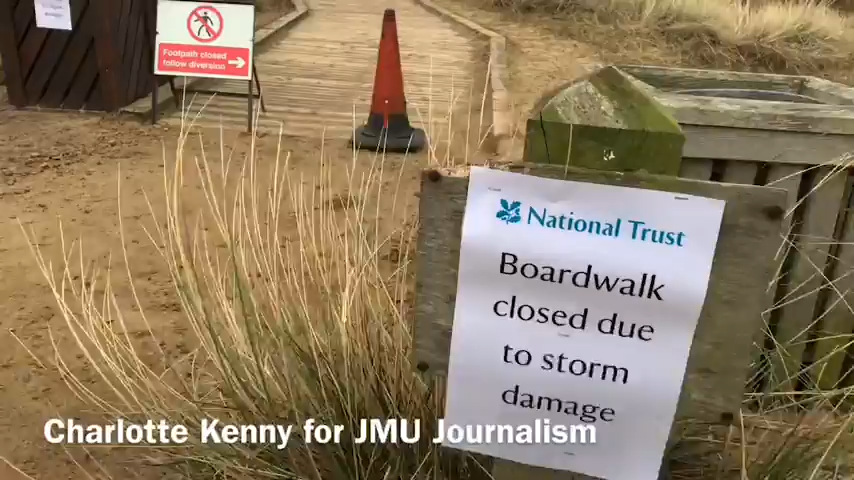 Footpath closed
follow diversion
National Trust
Boardwalk
closed due
to storm
damage
Charlotte Kenny for JMU Journalism